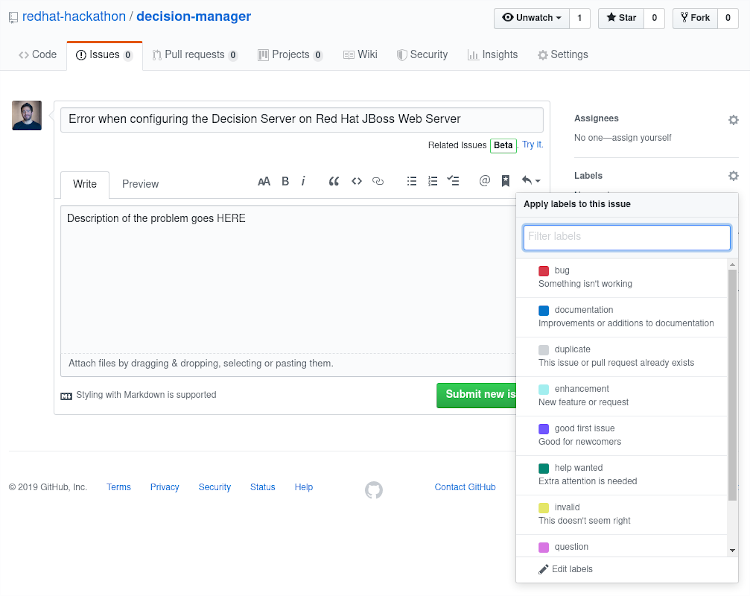 redhat-hackathon / decision-manager
Unwatch 1 Star 0 Fork 0
Code Issues 0 Pull requests 0 Projects 0 Wiki Security Insights Settings
Error when configuring the Decision Server on Red Hat JBoss Web Server
Related Issues Beta Try it.
Write Preview
AA B i @
Description of the problem goes HERE
Attach files by dragging & dropping, selecting or pasting them.
Styling with Markdown is supported
Submit new is
Assignees
No one—assign yourself
Labels
Apply labels to this issue
Filter labels
bug
Something isn't working
documentation
Improvements or additions to documentation
duplicate
This issue or pull request already exists
enhancement
New feature or request
good first issue
Good for newcomers
help wanted
Extra attention is needed
invalid
This doesn't seem right
question
Edit labels
© 2019 GitHub, Inc. Terms Privacy Security Status Help Contact GitHub